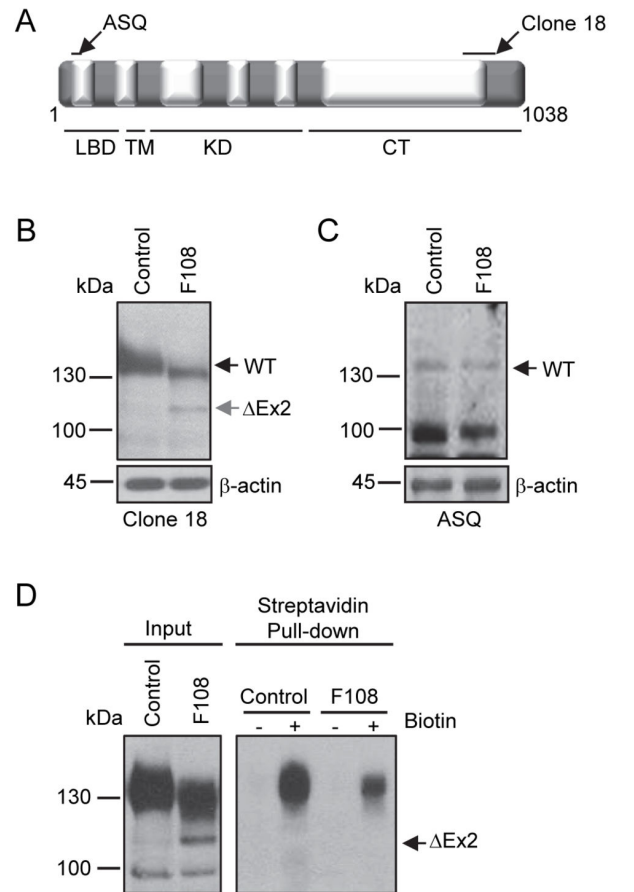 A
ASQ
Clone 18
1
1038
LBD TM KD CT
B
Control
F108
kDa
130
100
45
WT
ΔEx2
β-actin
Clone 18
C
Control
F108
kDa
130
100
45
WT
β-actin
ASQ
D
Input
Streptavidin
Pull-down
Control
F108
Control F108
kDa
- + - + Biotin
130
100
ΔEx2